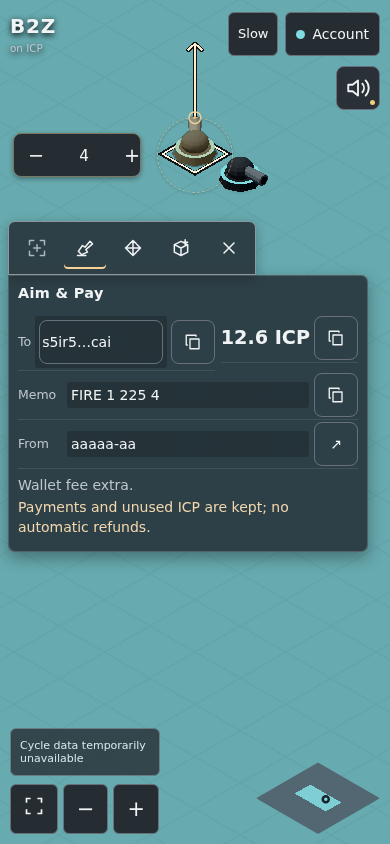 B2Z
on ICP
Slow
Account
− 4 +
Aim & Pay
To s5ir5...cai 12.6 ICP
Memo FIRE 1 225 4
From aaaaa-aa ↗
Wallet fee extra.
Payments and unused ICP are kept; no
automatic refunds.
Cycle data temporarily
unavailable
− +